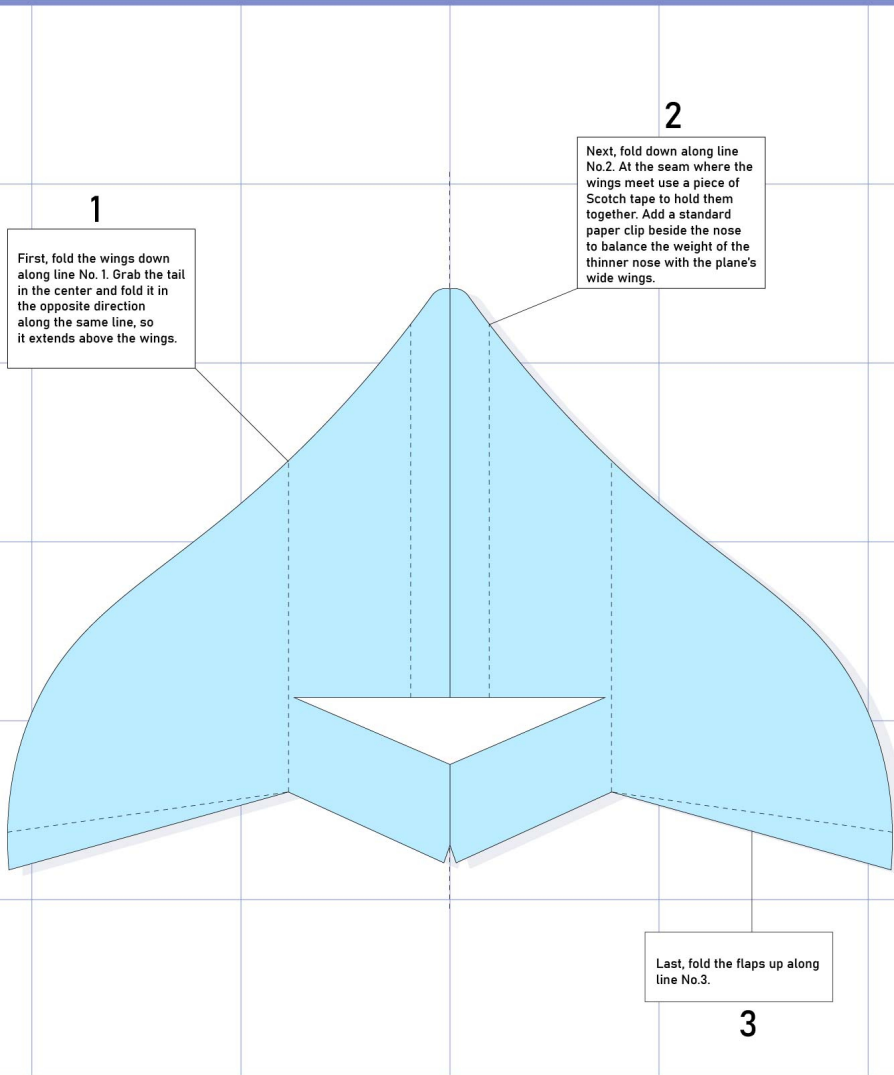 1
First, fold the wings down
along line No. 1. Grab the tail
in the center and fold it in
the opposite direction
along the same line, so
it extends above the wings.
2
Next, fold down along line
No.2. At the seam where the
wings meet use a piece of
Scotch tape to hold them
together. Add a standard
paper clip beside the nose
to balance the weight of the
thinner nose with the plane's
wide wings.
Last, fold the flaps up along
line No.3.
3